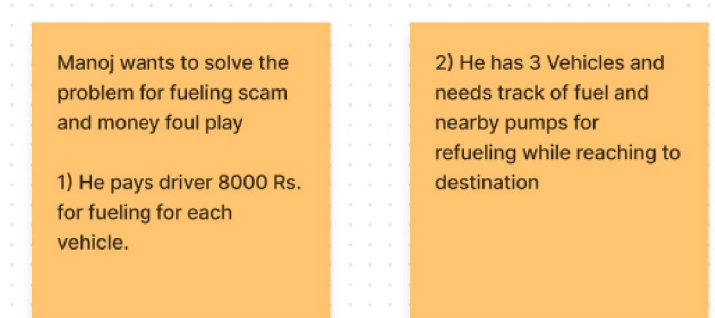 Manoj wants to solve the
problem for fueling scam
and money foul play
1) He pays driver 8000 Rs.
for fueling for each
vehicle.
2) He has 3 Vehicles and
needs track of fuel and
nearby pumps for
refueling while reaching to
destination